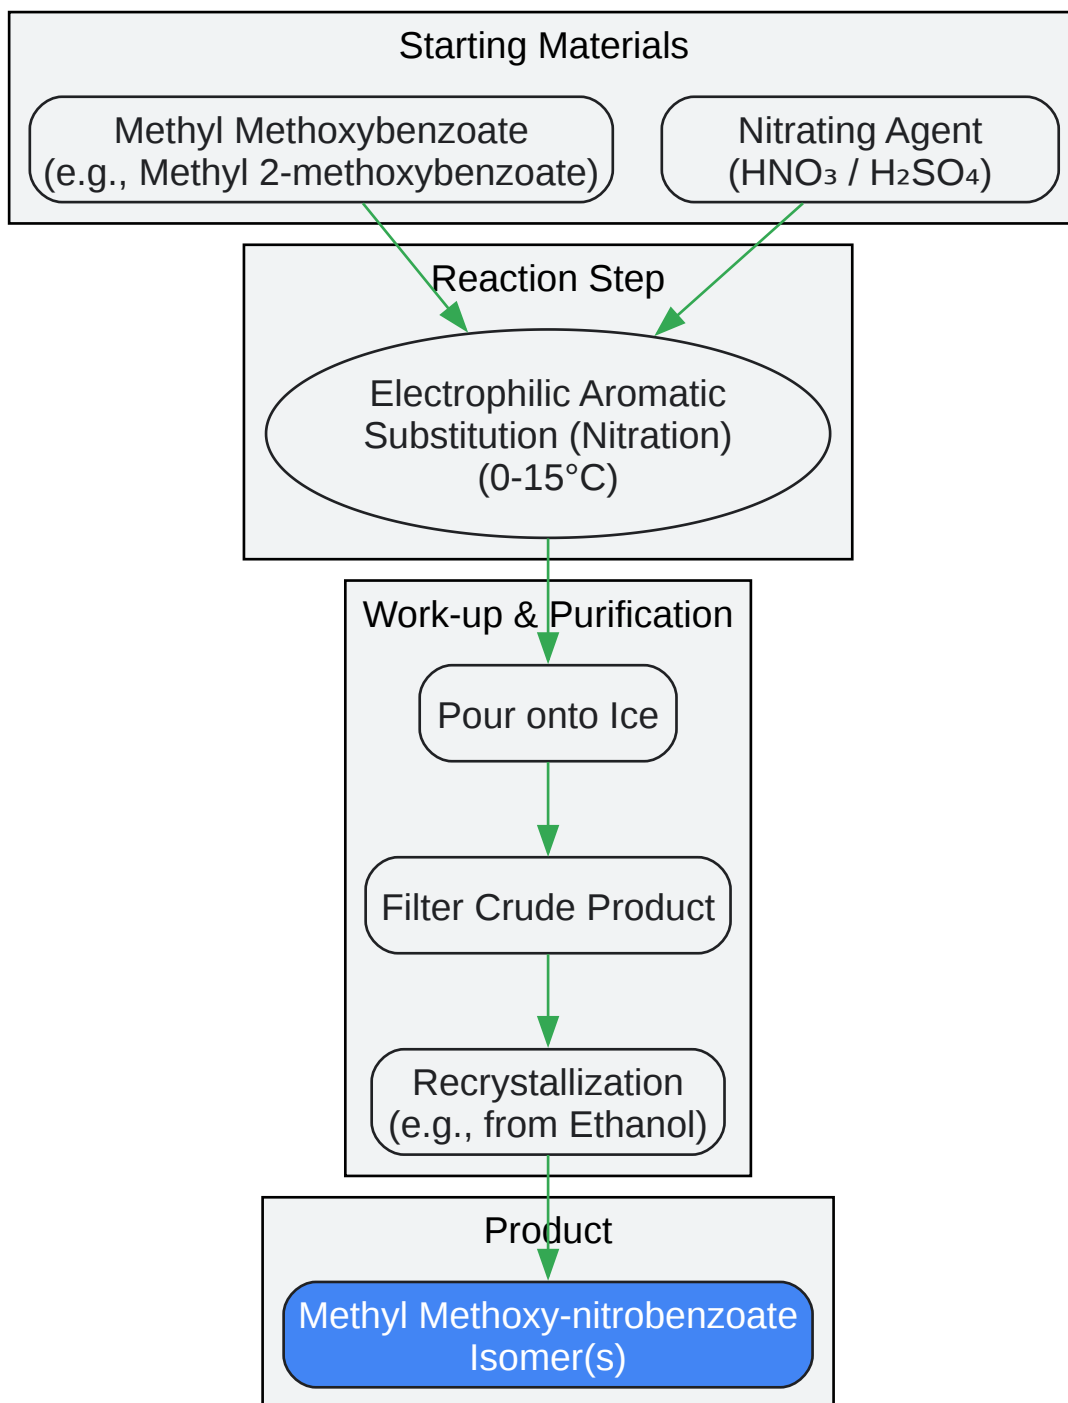 Starting Materials
Methyl Methoxybenzoate
(e.g., Methyl 2-methoxybenzoate)
Nitrating Agent
(HNO₃ / H₂SO₄)
Reaction Step
Electrophilic Aromatic
Substitution (Nitration)
(0-15°C)
Work-up & Purification
Pour onto Ice
Filter Crude Product
Recrystallization
(e.g., from Ethanol)
Product
Methyl Methoxy-nitrobenzoate
Isomer(s)